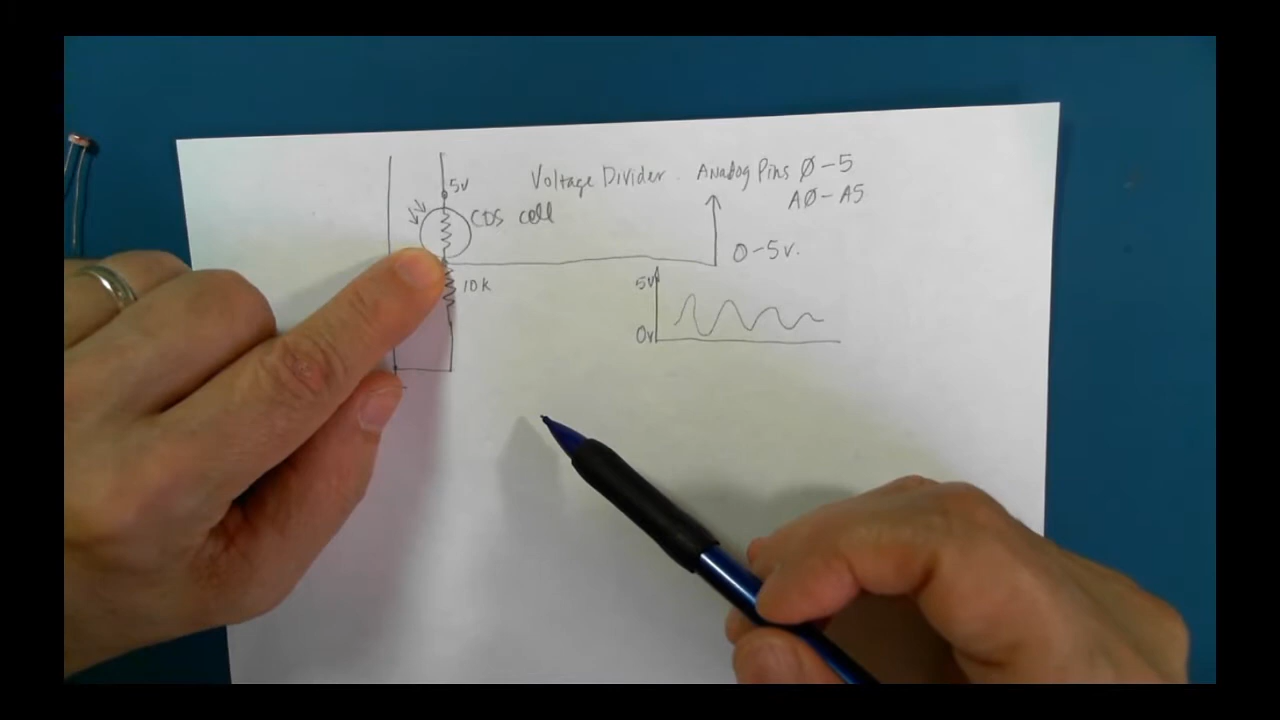 Voltage Divider. Analog Pins Ø-5
AØ-A5
5V
CDS cell
0-5v.
10K
5V
0V